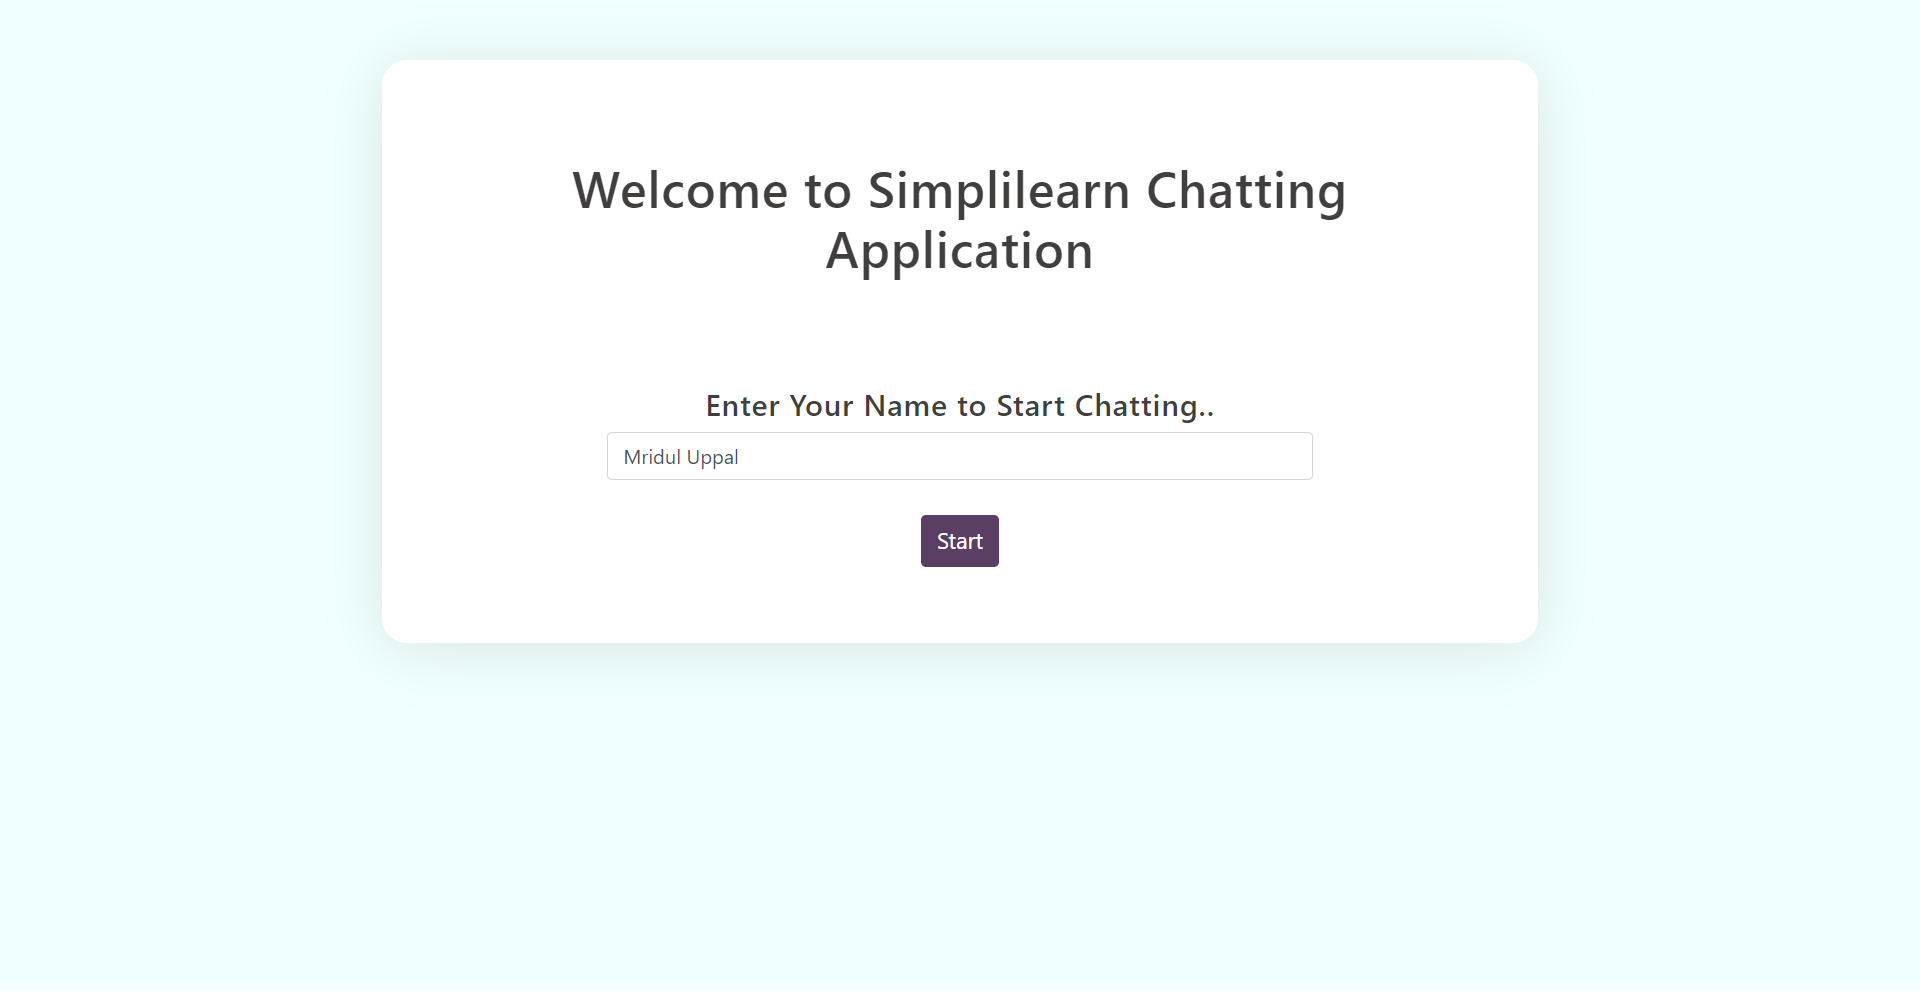 Welcome to Simplilearn Chatting
Application
Enter Your Name to Start Chatting..
Mridul Uppal
Start